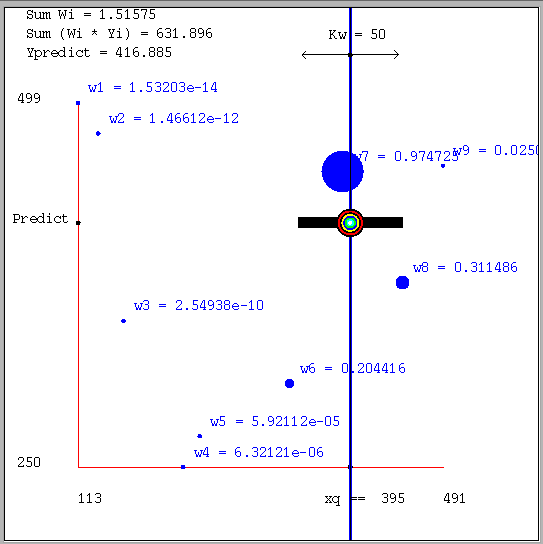 Sum Wi = 1.51575
Sum (Wi * Yi) = 631.896
Kw = 50
Ypredict = 416.885
w1 = 1.53203e-14
499
w2 = 1.46612e-12
w7 = 0.974725
w9 = 0.0250
Predict
w8 = 0.311486
w3 = 2.54938e-10
w6 = 0.204416
w5 = 5.92112e-05
w4 = 6.32121e-06
250
113 xq == 395 491